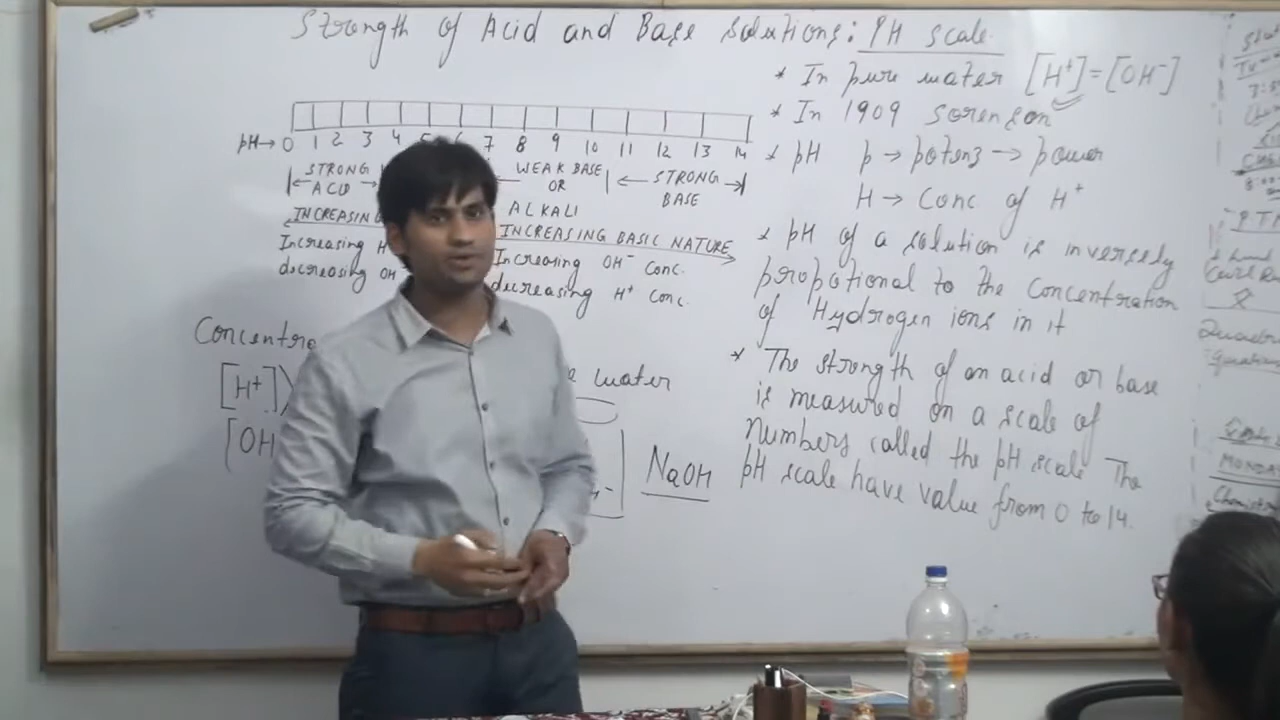 Strength of Acid and Base Solutions: PH Scale
pH→ 0 1 2 3 4 5 6 7 8 9 10 11 12 13 14
STRONG ACID
WEAK BASE OR ALKALI
STRONG BASE
INCREASING BASIC NATURE
Increasing H
decreasing OH
Increasing OH⁻ Conc.
decreasing H⁺ Conc.
water
[H⁺]
[OH
NaOH
* In pure water [H⁺]=[OH⁻]
* In 1909 Sorenson
* pH p → potenz → power
H → Conc of H⁺
* pH of a solution is inversely
propotional to the concentration
of Hydrogen ions in it
* The strength of an acid or base
is measured on a scale of
numbers called the pH scale The
pH scale have value from 0 to 14.
MONDA